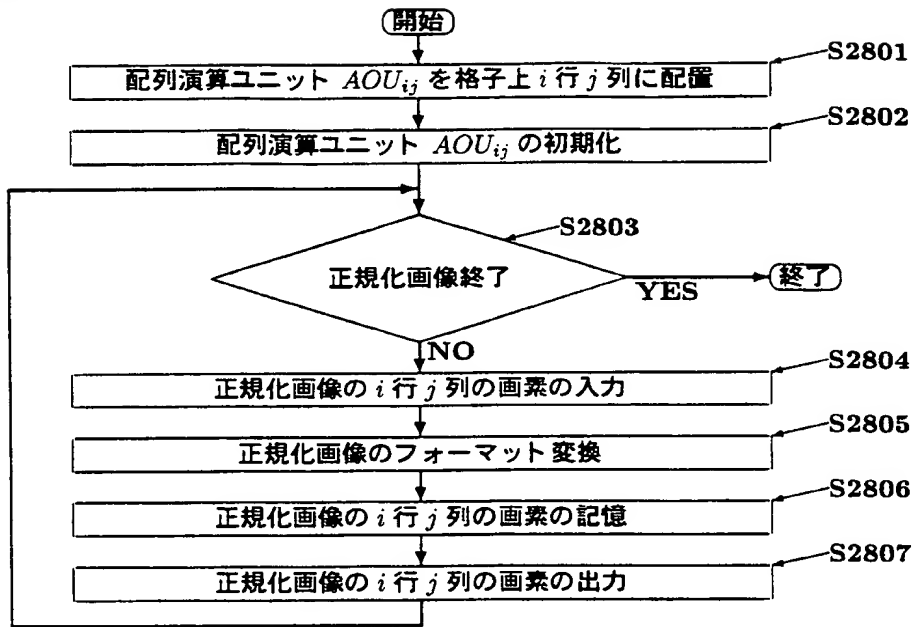 開始
S2801
配列演算ユニット AOU_{ij} を格子上 i 行 j 列に配置
S2802
配列演算ユニット AOU_{ij} の初期化
S2803
正規化画像終了
YES
終了
NO
S2804
正規化画像の i 行 j 列の画素の入力
S2805
正規化画像のフォーマット変換
S2806
正規化画像の i 行 j 列の画素の記憶
S2807
正規化画像の i 行 j 列の画素の出力